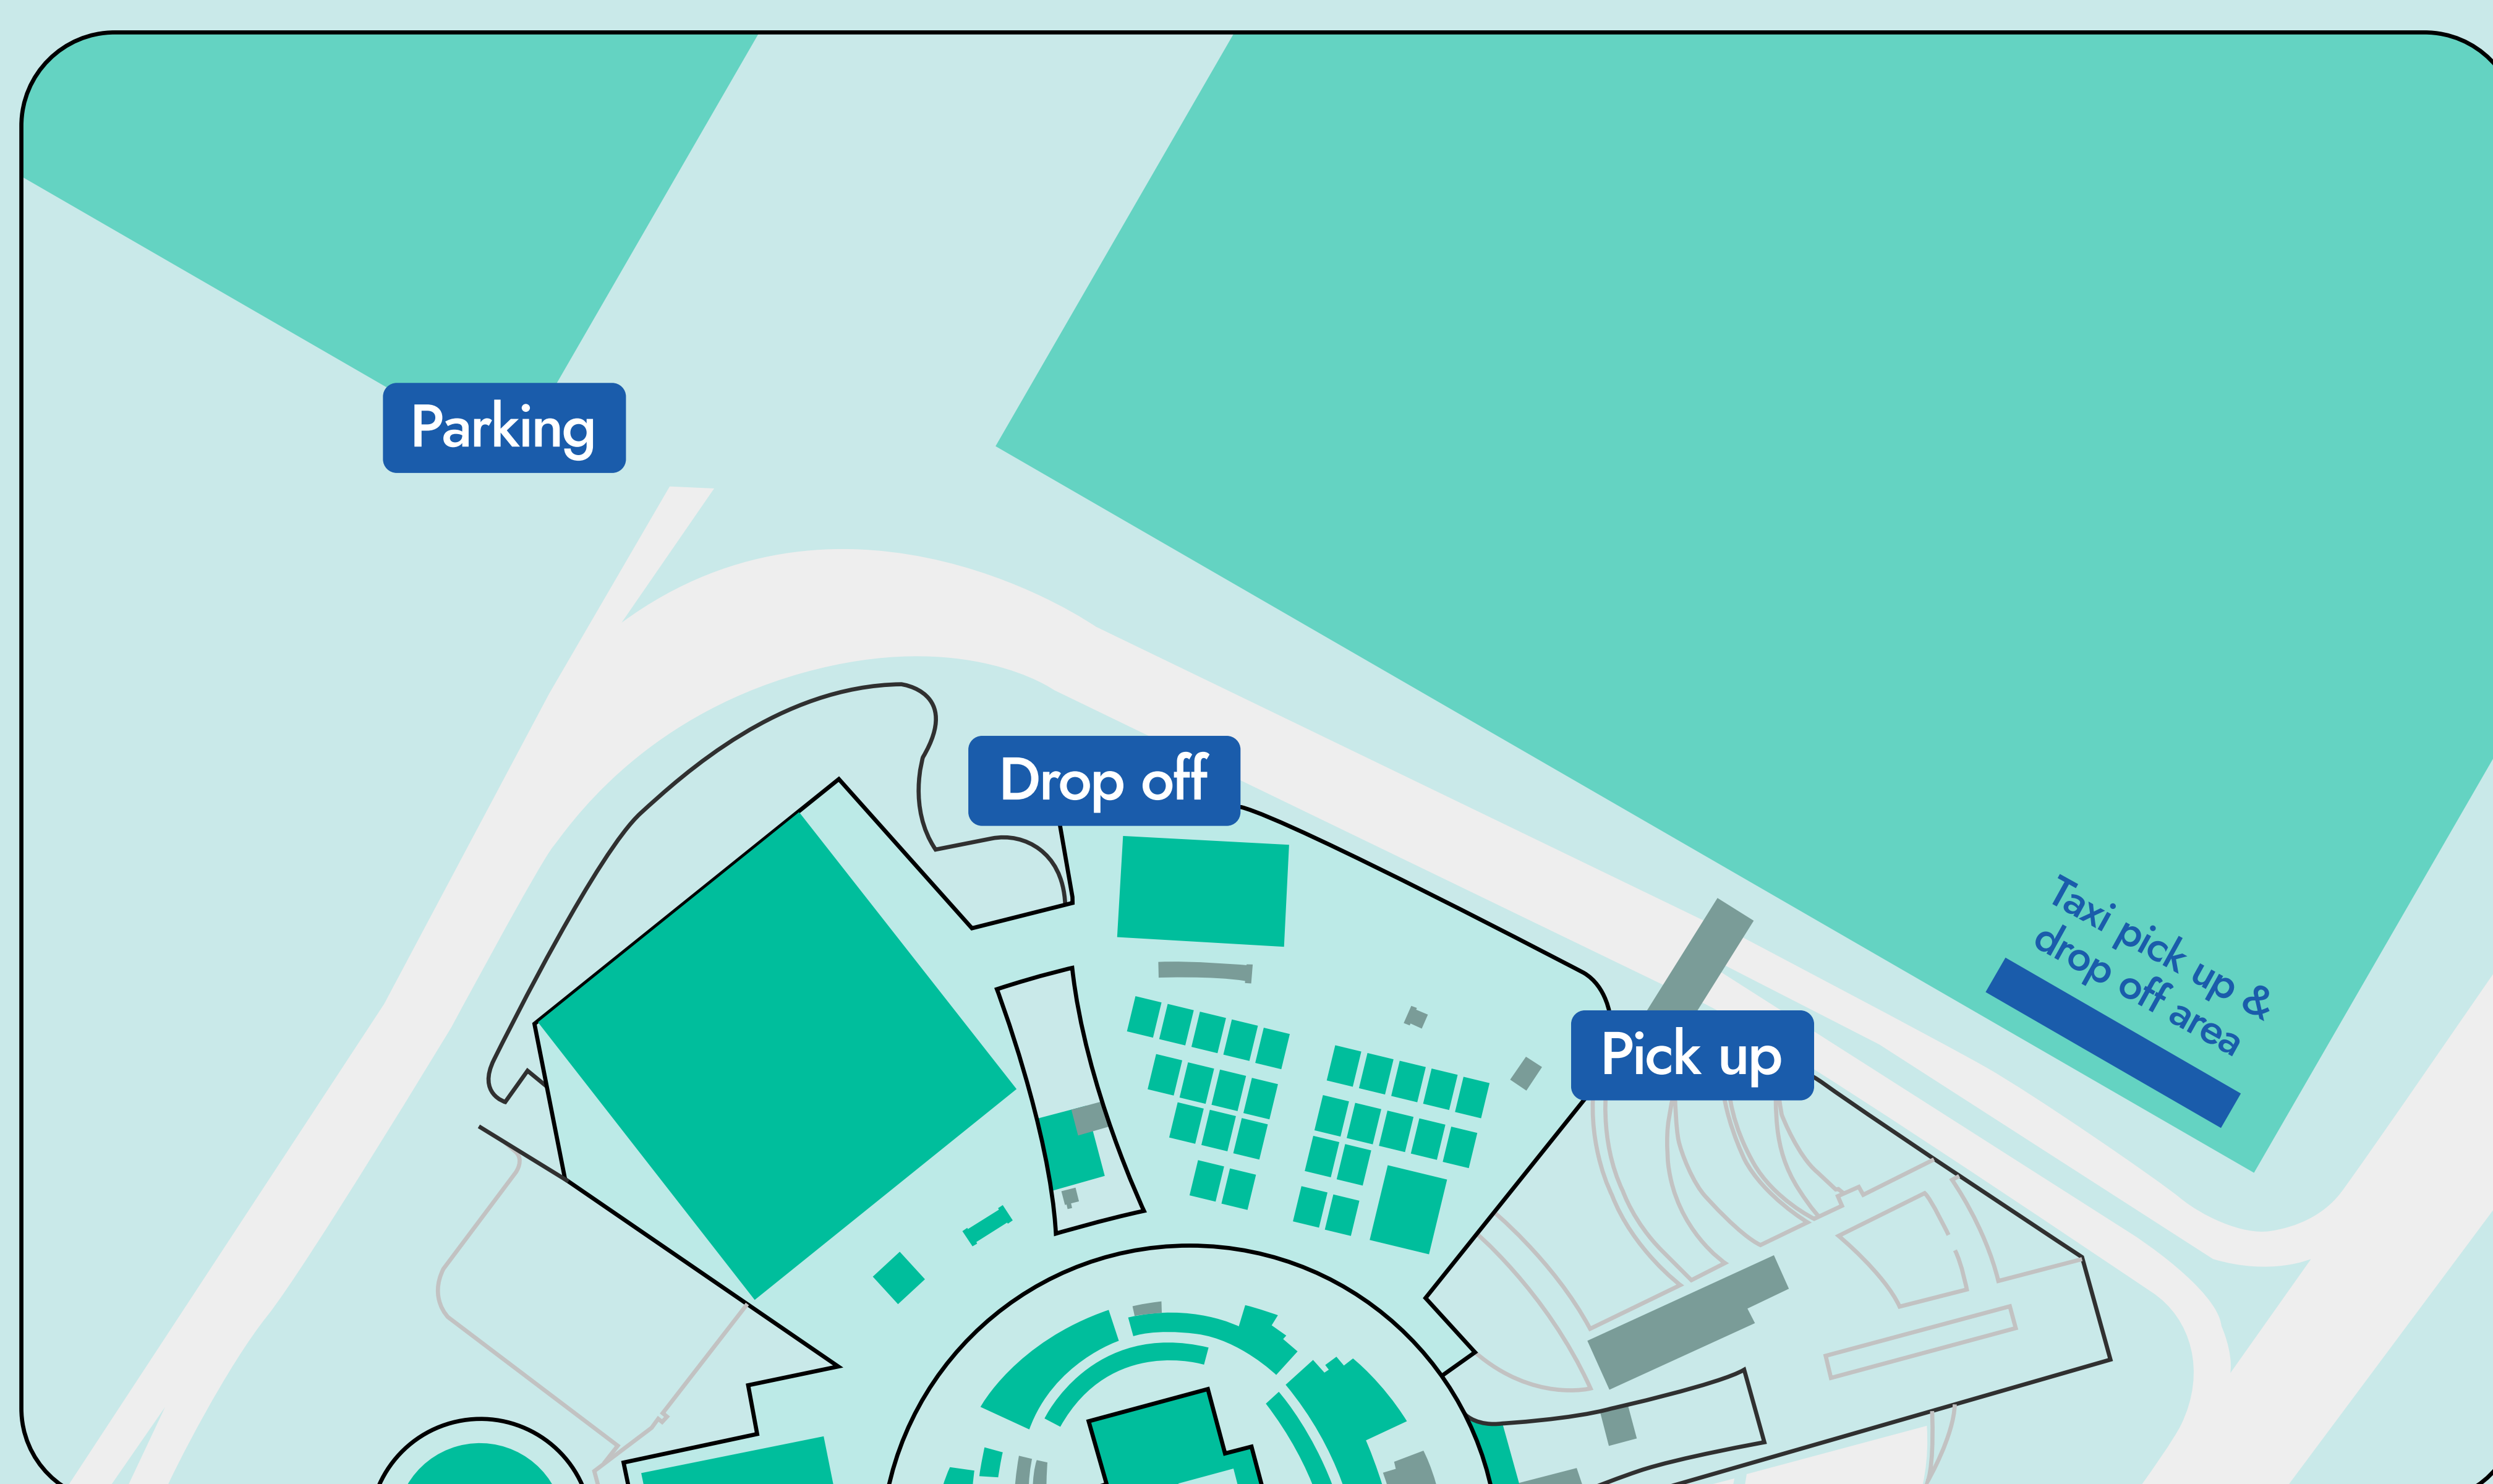 Parking
Drop off
Pick up
Taxi pick up &
drop off area